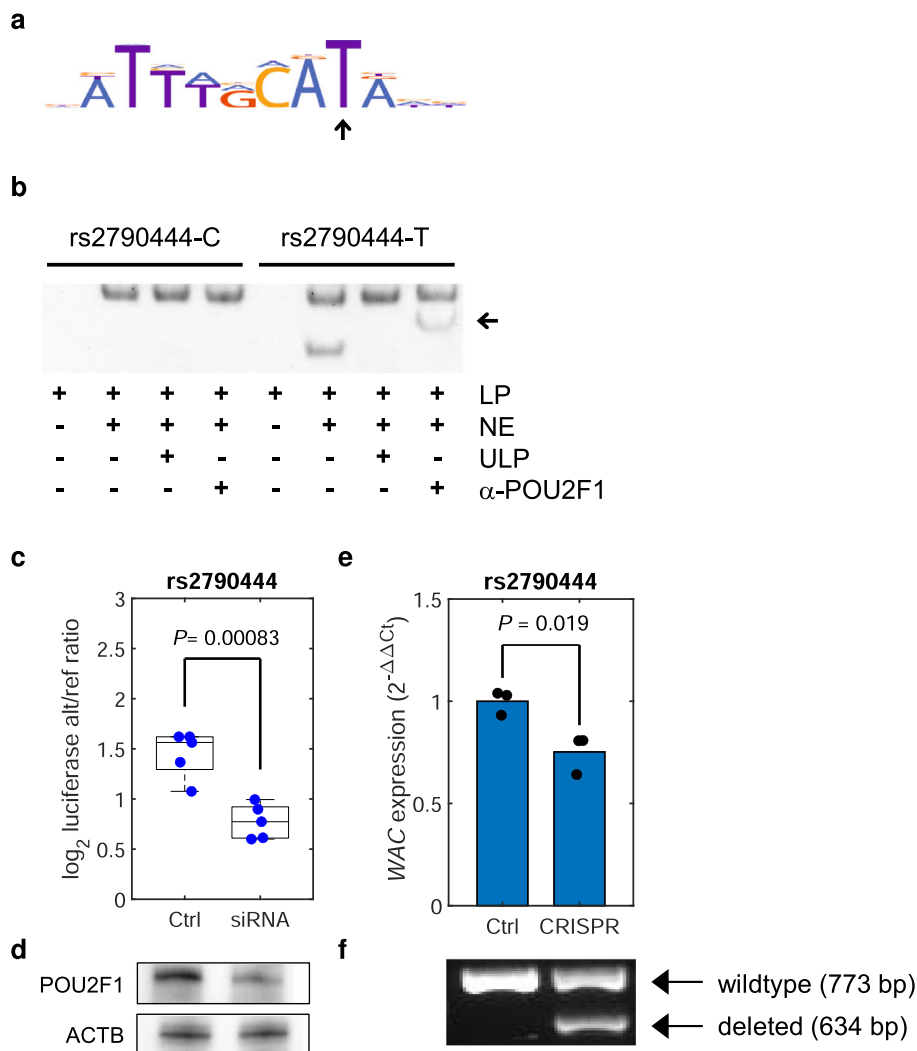 a
ATTTGCATA
b
rs2790444-C rs2790444-T
+ + + + + + + + LP
- + + + - + + + NE
- - + - - - + - ULP
- - - + - - - + α-POU2F1
c
rs2790444
P= 0.00083
log2 luciferase alt/ref ratio
3
2.5
2
1.5
1
0.5
0
Ctrl siRNA
e
rs2790444
P = 0.019
WAC expression (2^-ΔΔCt)
1.5
1
0.5
0
Ctrl CRISPR
d
POU2F1
ACTB
f
wildtype (773 bp)
deleted (634 bp)